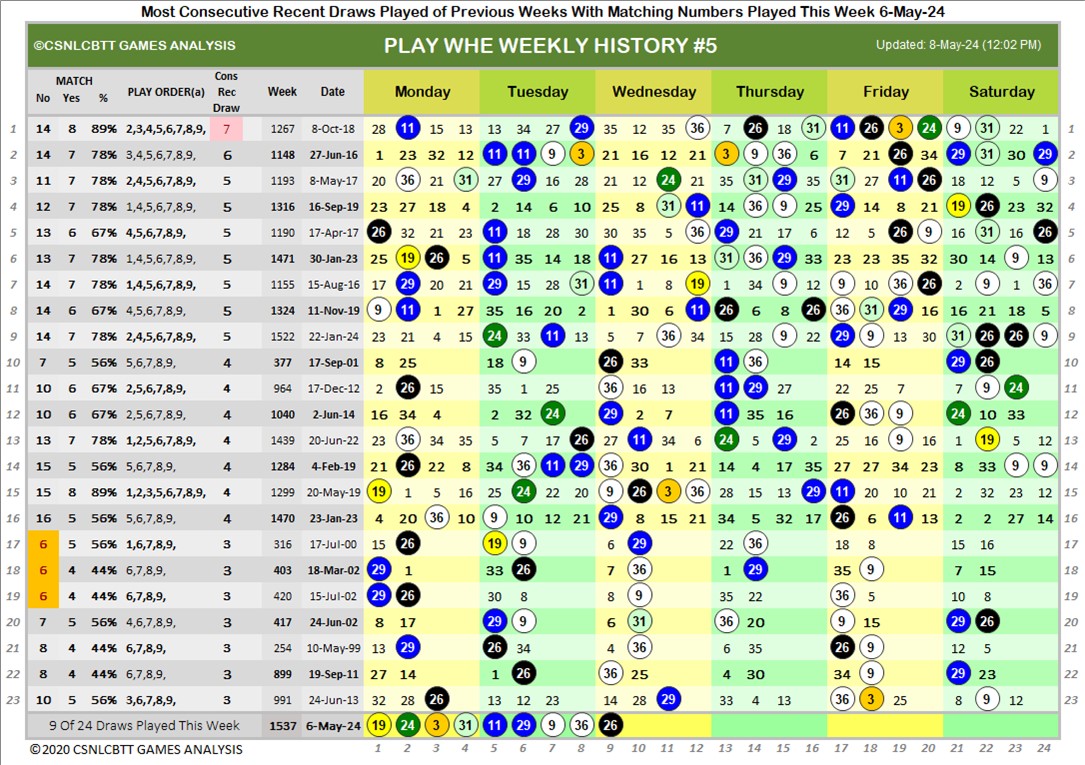 Most Consecutive Recent Draws Played of Previous Weeks With Matching Numbers Played This Week 6-May-24
©CSNLCBTT GAMES ANALYSIS PLAY WHE WEEKLY HISTORY #5 Updated: 8-May-24 (12:02 PM)
No MATCH Yes % PLAY ORDER(a) Cons Rec Draw Week Date Monday Tuesday Wednesday Thursday Friday Saturday
1 14 8 89% 2,3,4,5,6,7,8,9, 7 1267 8-Oct-18 28 11 15 13 13 34 27 29 35 12 35 36 7 26 18 31 17 26 3 24 9 31 22 1 1
2 14 7 78% 3,4,5,6,7,8,9, 6 1148 27-Jun-16 1 23 32 12 11 11 9 3 21 16 12 21 3 9 36 6 7 21 26 34 29 31 30 29 2
3 11 7 78% 2,4,5,6,7,8,9, 5 1193 8-May-17 20 36 21 31 27 29 16 28 21 12 24 21 35 31 29 35 31 27 11 26 18 12 5 9 3
4 12 7 78% 1,4,5,6,7,8,9, 5 1316 16-Sep-19 23 27 18 4 2 14 6 10 25 8 31 11 14 36 9 25 29 14 8 21 19 26 23 32 4
5 13 6 67% 4,5,6,7,8,9, 5 1190 17-Apr-17 26 32 21 23 11 18 28 30 30 35 5 36 29 21 17 6 12 5 26 9 16 31 16 26 5
6 13 7 78% 1,4,5,6,7,8,9, 5 1471 30-Jan-23 25 19 26 5 11 35 14 18 11 27 16 13 31 36 29 33 23 23 35 32 30 14 9 13 6
7 14 7 78% 1,4,5,6,7,8,9, 5 1155 15-Aug-16 17 29 20 21 29 15 28 31 11 1 8 19 1 34 9 12 9 10 36 26 2 9 1 36 7
8 14 6 67% 4,5,6,7,8,9, 5 1324 11-Nov-19 9 11 1 27 35 16 20 2 1 30 6 11 26 6 8 26 36 31 29 16 16 21 18 5 8
9 14 7 78% 2,4,5,6,7,8,9, 5 1522 22-Jan-24 23 21 4 15 24 33 11 13 5 7 36 34 15 28 9 22 29 9 13 30 31 26 26 9 9
10 7 5 56% 5,6,7,8,9, 4 377 17-Sep-01 8 25 18 9 26 33 11 36 14 15 29 26 10
11 10 6 67% 2,5,6,7,8,9, 4 964 17-Dec-12 2 26 15 35 1 25 36 16 13 11 29 27 22 25 7 7 9 24 11
12 10 6 67% 2,5,6,7,8,9, 4 1040 2-Jun-14 16 34 4 2 32 24 29 2 7 11 35 16 26 36 9 24 10 33 12
13 13 7 78% 1,2,5,6,7,8,9, 4 1439 20-Jun-22 23 36 34 35 5 7 17 26 27 11 34 6 24 5 29 2 25 16 9 16 1 19 5 12 13
14 15 5 56% 5,6,7,8,9, 4 1284 4-Feb-19 21 26 22 8 34 36 11 29 36 30 1 21 14 4 17 35 27 27 34 23 8 33 9 9 14
15 15 8 89% 1,2,3,5,6,7,8,9, 4 1299 20-May-19 19 1 5 16 25 24 22 20 9 26 3 36 28 15 13 29 11 20 10 21 2 32 23 12 15
16 16 5 56% 5,6,7,8,9, 4 1470 23-Jan-23 4 20 36 10 9 10 12 21 29 8 15 21 34 5 32 17 26 6 11 13 2 2 27 14 16
17 6 5 56% 1,6,7,8,9, 3 316 17-Jul-00 15 26 19 9 6 29 22 36 18 8 15 16 17
18 6 4 44% 6,7,8,9, 3 403 18-Mar-02 29 1 33 26 7 36 1 29 35 9 7 15 18
19 6 4 44% 6,7,8,9, 3 420 15-Jul-02 29 26 30 8 8 9 35 22 36 5 10 8 19
20 7 5 56% 4,6,7,8,9, 3 417 24-Jun-02 8 17 29 9 6 31 36 20 9 15 29 26 20
21 8 4 44% 6,7,8,9, 3 254 10-May-99 13 29 26 34 4 36 6 35 26 9 12 5 21
22 8 4 44% 6,7,8,9, 3 899 19-Sep-11 27 14 1 26 36 25 4 30 34 9 29 23 22
23 10 5 56% 3,6,7,8,9, 3 991 24-Jun-13 32 28 26 13 12 23 14 28 29 33 4 13 36 3 25 8 9 12 23
9 Of 24 Draws Played This Week 1537 6-May-24 19 24 3 31 11 29 9 36 26
©2020 CSNLCBTT GAMES ANALYSIS 1 2 3 4 5 6 7 8 9 10 11 12 13 14 15 16 17 18 19 20 21 22 23 24